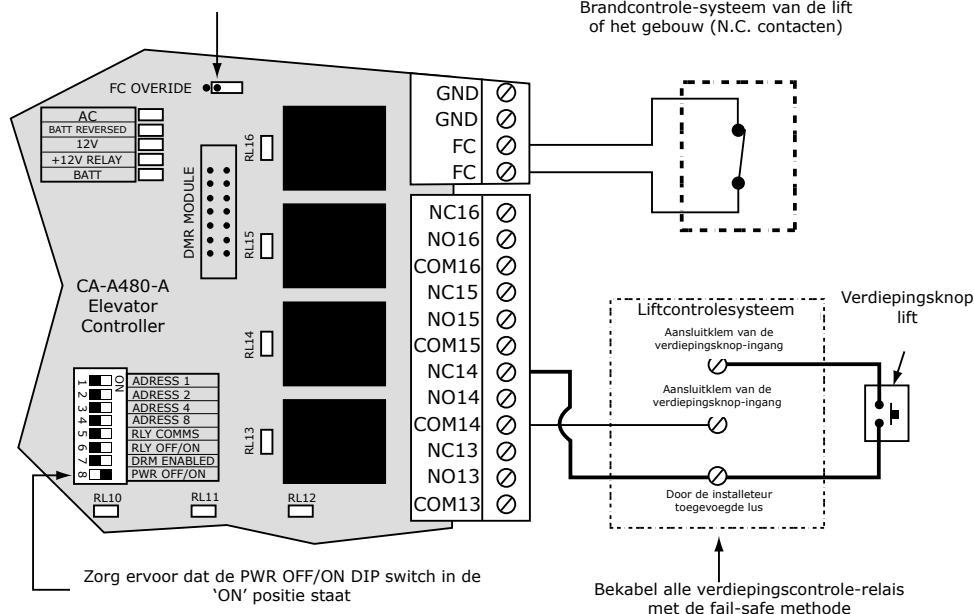 Brandcontrole-systeem van de lift
of het gebouw (N.C. contacten)
FC OVERIDE
AC
BATT REVERSED
12V
+12V RELAY
BATT
DMR MODULE
RL16
RL15
RL14
RL13
GND
GND
FC
FC
NC16
NO16
COM16
NC15
NO15
COM15
NC14
NO14
COM14
NC13
NO13
COM13
CA-A480-A
Elevator
Controller
ON
1 ADRESS 1
2 ADRESS 2
3 ADRESS 4
4 ADRESS 8
5 RLY COMMS
6 RLY OFF/ON
7 DRM ENABLED
8 PWR OFF/ON
RL10
RL11
RL12
Liftcontrolesysteem
Aansluitklem van de
verdiepingsknop-ingang
Aansluitklem van de
verdiepingsknop-ingang
Door de installeteur
toegevoegde lus
Verdiepingsknop
lift
Zorg ervoor dat de PWR OFF/ON DIP switch in de
‘ON’ positie staat
Bekabel alle verdiepingscontrole-relais
met de fail-safe methode